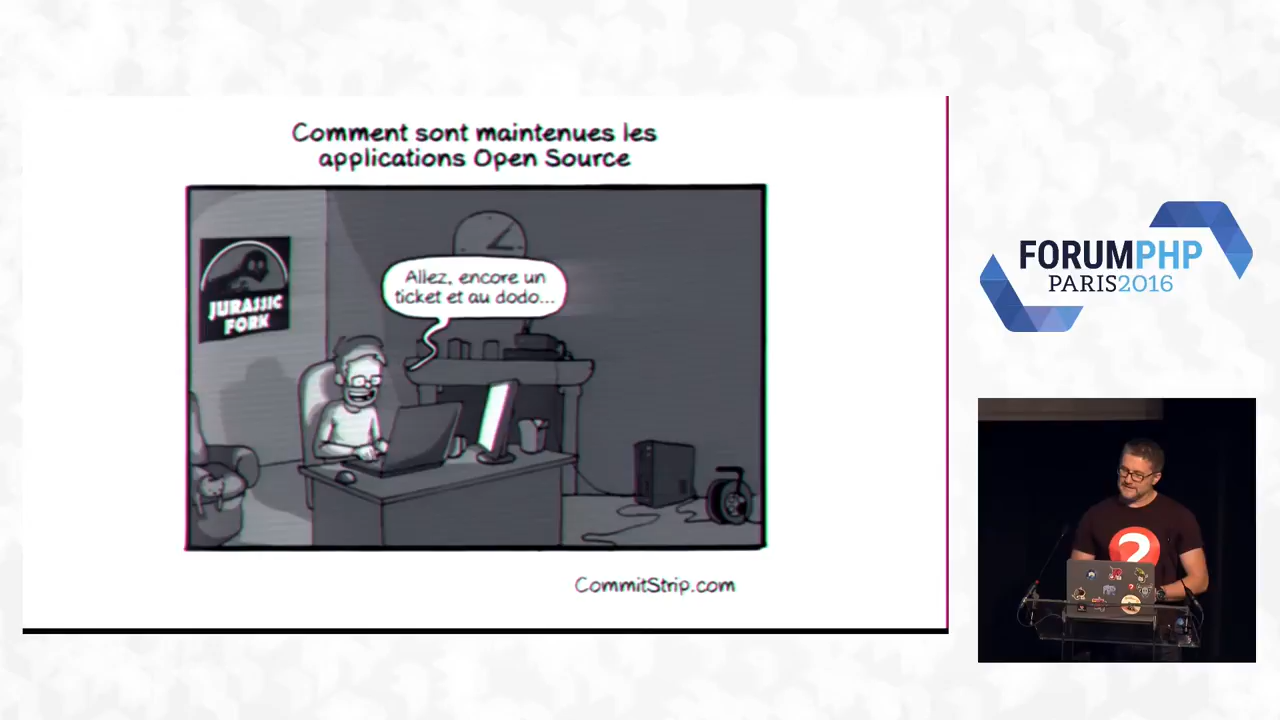 Comment sont maintenues les
applications Open Source
JURASSIC
FORK
Allez, encore un
ticket et au dodo...
CommitStrip.com
FORUMPHP
PARIS2016
?